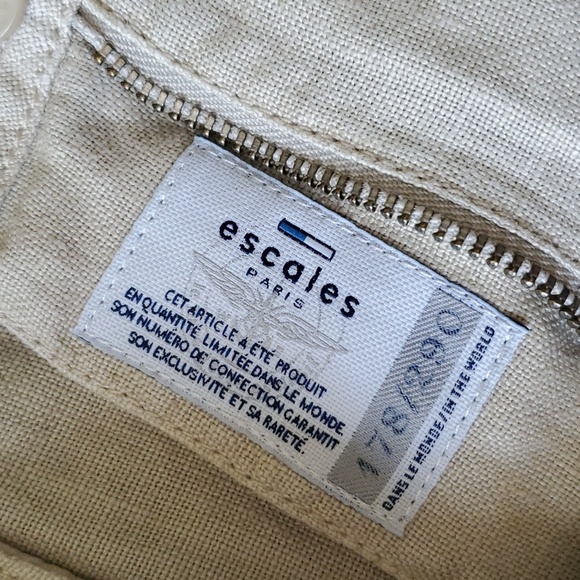 escales
PARIS
CET ARTICLE A ÉTÉ PRODUIT
EN QUANTITÉ LIMITÉE DANS LE MONDE.
SON NUMÉRO DE CONFECTION GARANTIT
SON EXCLUSIVITÉ ET SA RARETÉ.
178/290
DANS LE MONDE/IN THE WORLD